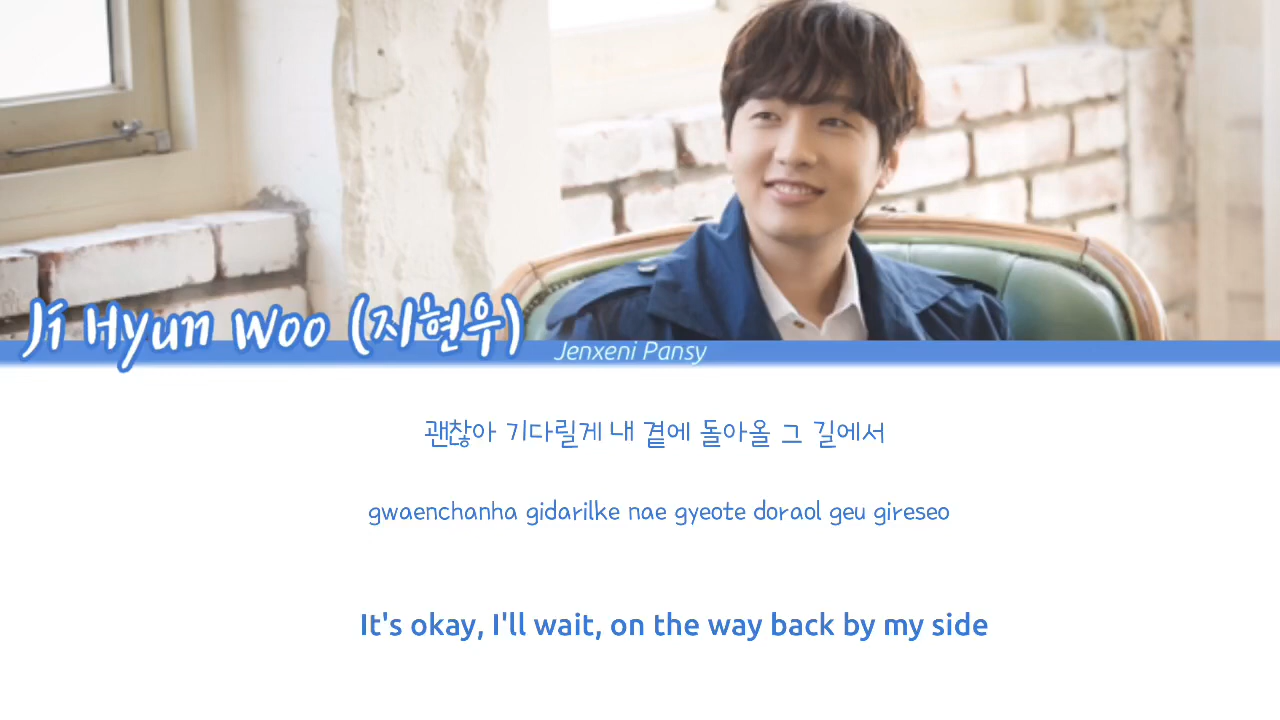 Ji Hyun Woo (지현우)
Jenxeni Pansy
괜찮아 기다릴게 내 곁에 돌아올 그 길에서
gwaenchanha gidarilke nae gyeote doraol geu gireseo
It's okay, I'll wait, on the way back by my side